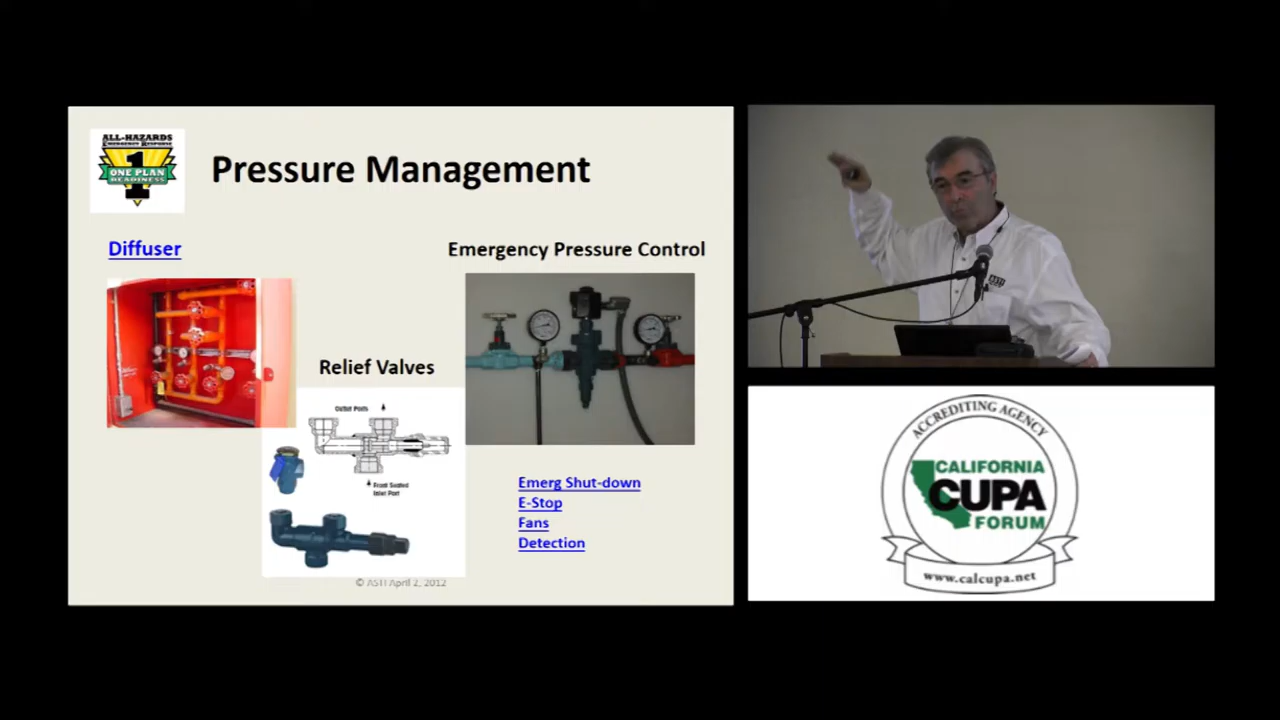 ALL-HAZARDS
EMERGENCY RESPONSE
1
ONE PLAN
READINESS
Pressure Management
Diffuser
Emergency Pressure Control
Relief Valves
Outlet Ports
Front Seated
Inlet Port
Emerg Shut-down
E-Stop
Fans
Detection
© ASTI April 2, 2012
ASTI
ACCREDITING AGENCY
CALIFORNIA
CUPA
FORUM
www.calcupa.net